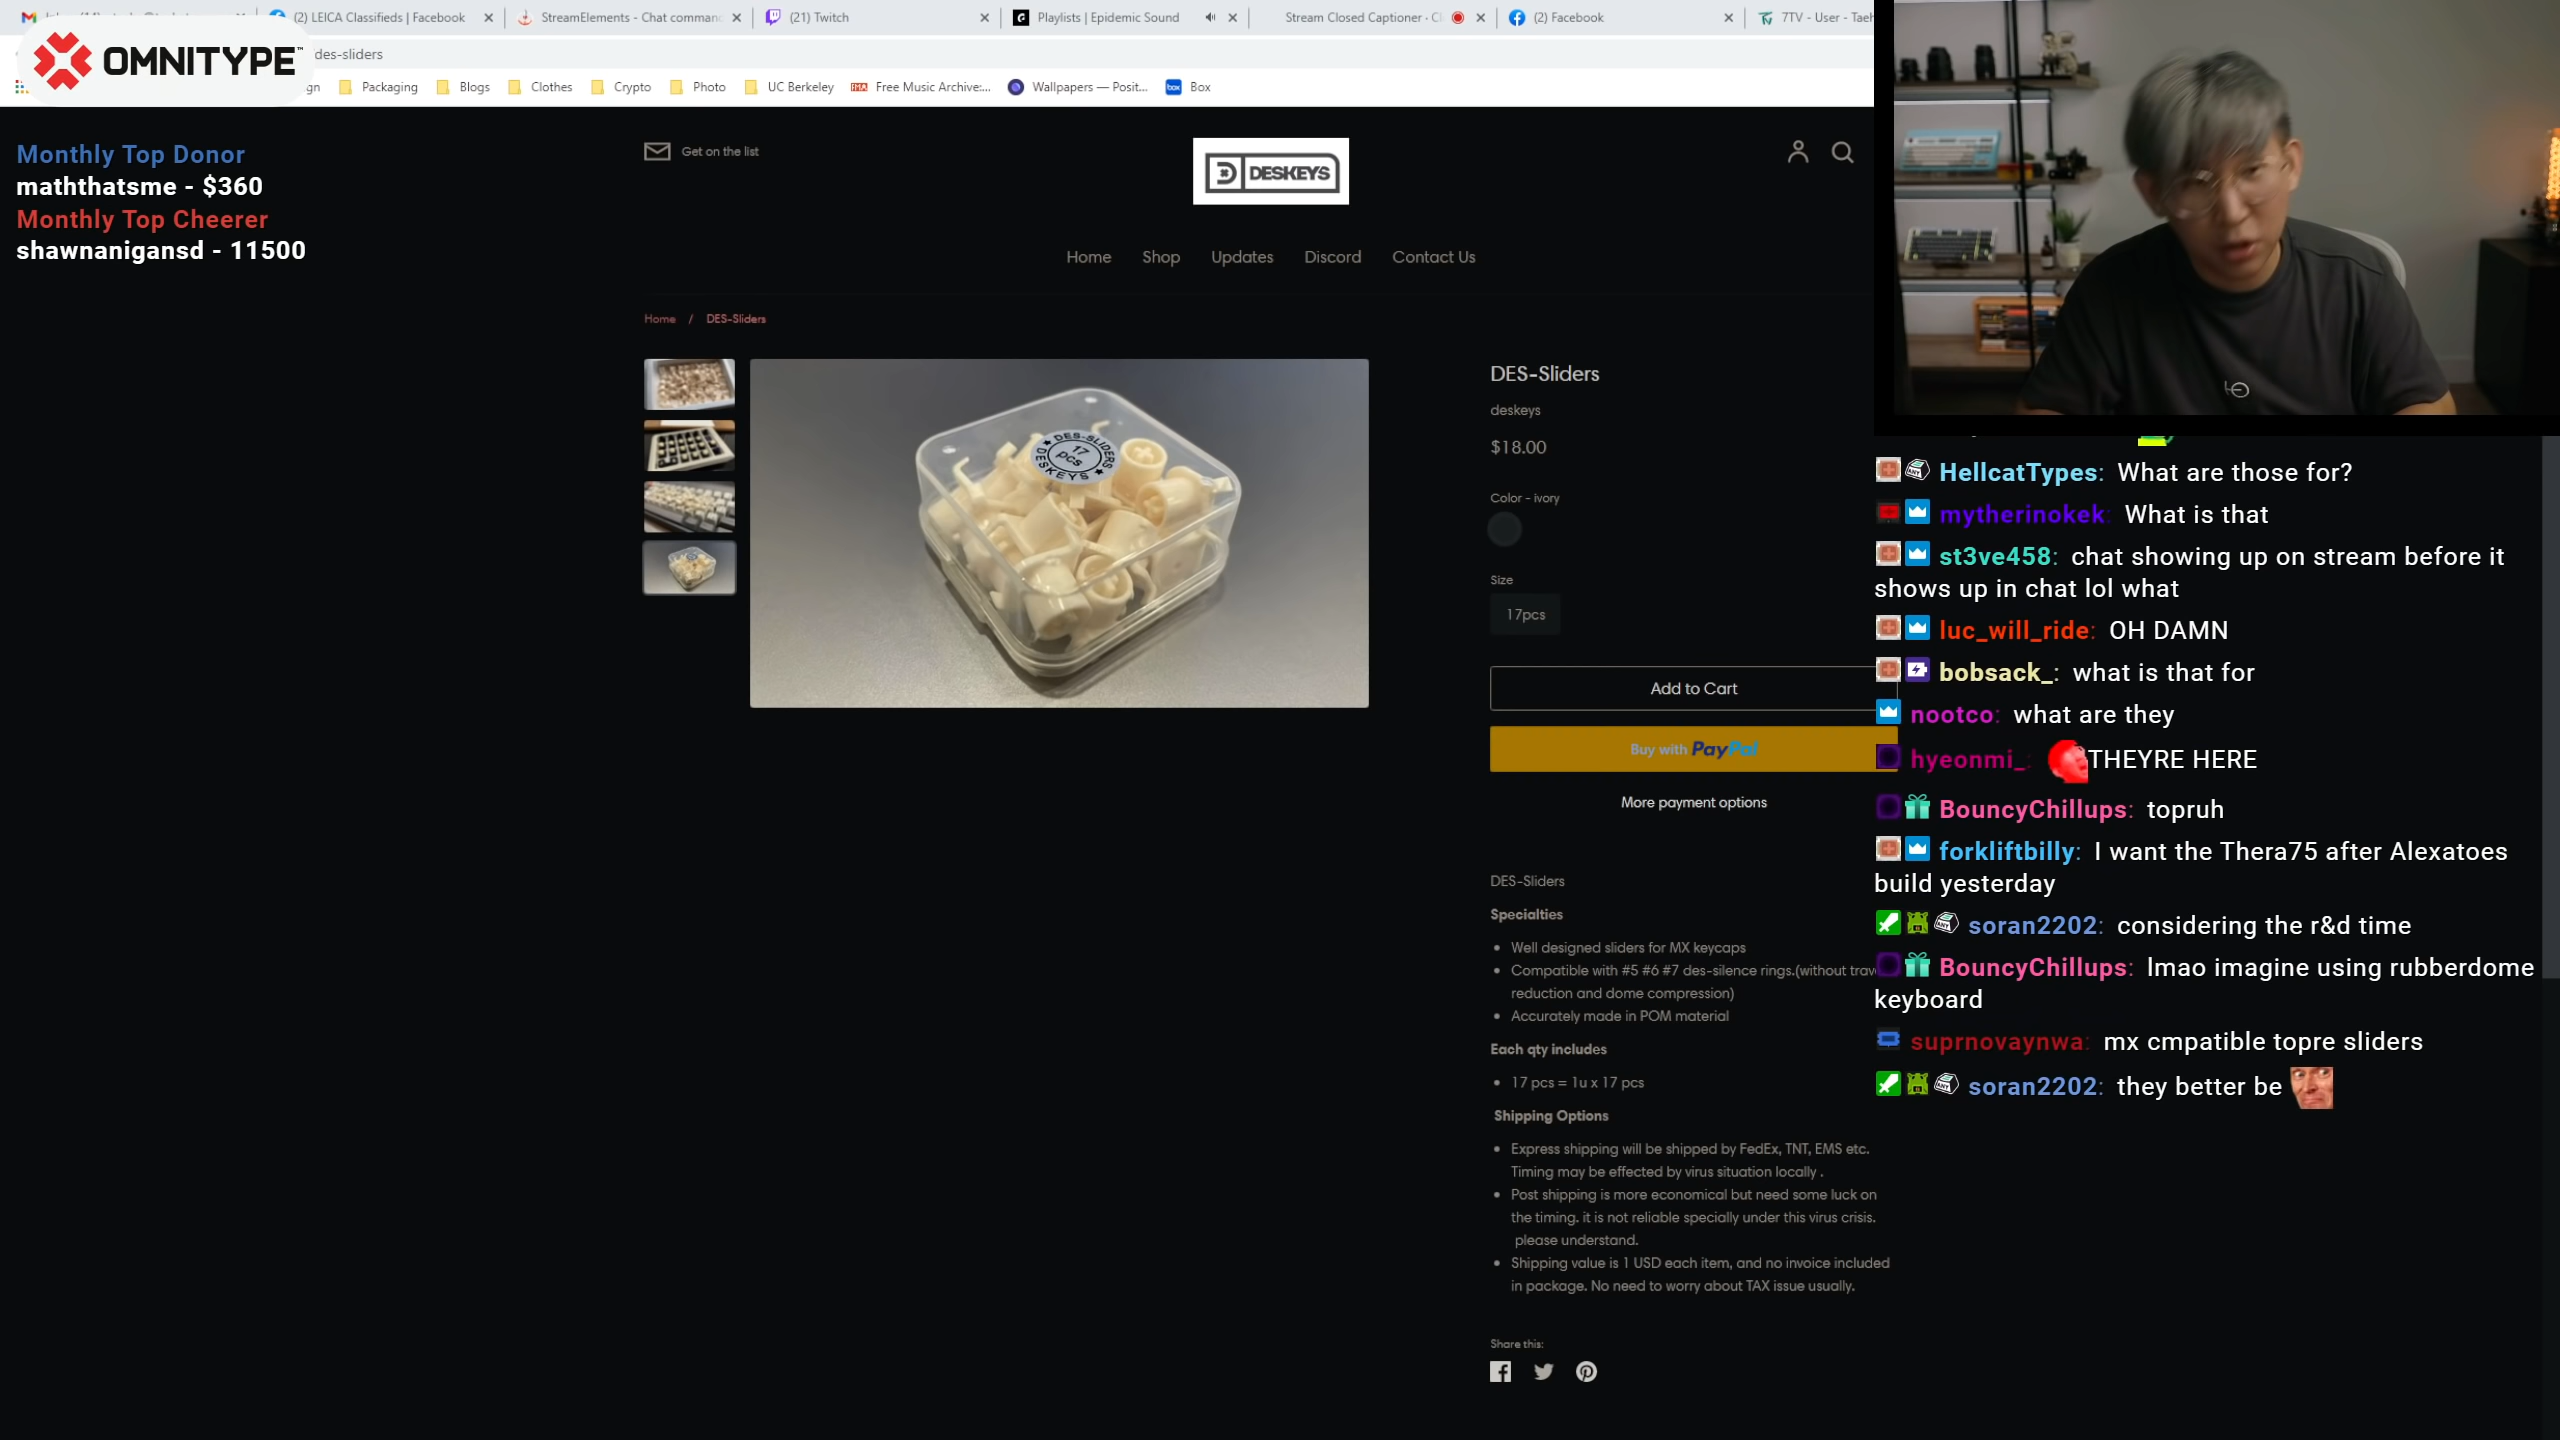 (2) LEICA Classifieds | Facebook
StreamElements - Chat comman
(21) Twitch
Playlists | Epidemic Sound
Stream Closed Captioner
(2) Facebook
7TV - User - Taeh
OMNITYPE™
des-sliders
gn
Packaging
Blogs
Clothes
Crypto
Photo
UC Berkeley
Free Music Archive:...
Wallpapers — Posit...
Box
Monthly Top Donor
maththatsme - $360
Monthly Top Cheerer
shawnanigansd - 11500
Get on the list
DESKEYS
Home
Shop
Updates
Discord
Contact Us
Home / DES-Sliders
DES-SLIDERS
17
pcs
DESKEYS
DES-Sliders
deskeys
$18.00
Color - ivory
Size
17pcs
Add to Cart
Buy with PayPal
More payment options
DES-Sliders
Specialties
Well designed sliders for MX keycaps
Compatible with #5 #6 #7 des-silence rings.(without trav
reduction and dome compression)
Accurately made in POM material
Each qty includes
17 pcs = 1u x 17 pcs
Shipping Options
Express shipping will be shipped by FedEx, TNT, EMS etc.
Timing may be effected by virus situation locally .
Post shipping is more economical but need some luck on
the timing. it is not reliable specially under this virus crisis.
please understand.
Shipping value is 1 USD each item, and no invoice included
in package. No need to worry about TAX issue usually.
Share this:
HellcatTypes: What are those for?
mytherinokek: What is that
st3ve458: chat showing up on stream before it
shows up in chat lol what
luc_will_ride: OH DAMN
bobsack_: what is that for
nootco: what are they
hyeonmi_: THEYRE HERE
BouncyChillups: topruh
forkliftbilly: I want the Thera75 after Alexatoes
build yesterday
soran2202: considering the r&d time
BouncyChillups: lmao imagine using rubberdome
keyboard
suprnovaynwa: mx cmpatible topre sliders
soran2202: they better be